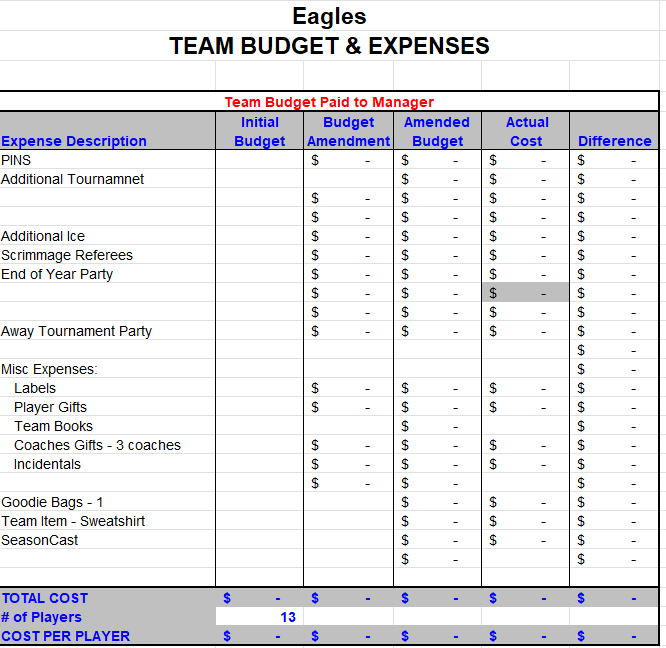 Eagles
TEAM BUDGET & EXPENSES
Team Budget Paid to Manager
Initial Budget Amended Actual
Expense Description Budget Amendment Budget Cost Difference
PINS $ - $ - $ - $ -
Additional Tournamnet $ - $ - $ -
$ - $ - $ - $ -
$ - $ - $ - $ -
Additional Ice $ - $ - $ - $ -
Scrimmage Referees $ - $ - $ - $ -
End of Year Party $ - $ - $ - $ -
$ - $ - $ - $ -
$ - $ - $ - $ -
Away Tournament Party $ - $ - $ - $ -
$ -
Misc Expenses: $ -
Labels $ - $ - $ - $ -
Player Gifts $ - $ - $ - $ -
Team Books $ - $ -
Coaches Gifts - 3 coaches $ - $ - $ - $ -
Incidentals $ - $ - $ - $ -
$ - $ - $ -
Goodie Bags - 1 $ - $ - $ -
Team Item - Sweatshirt $ - $ - $ -
SeasonCast $ - $ - $ -
$ - $ -
TOTAL COST $ - $ - $ - $ - $ -
# of Players 13
COST PER PLAYER $ - $ - $ - $ - $ -